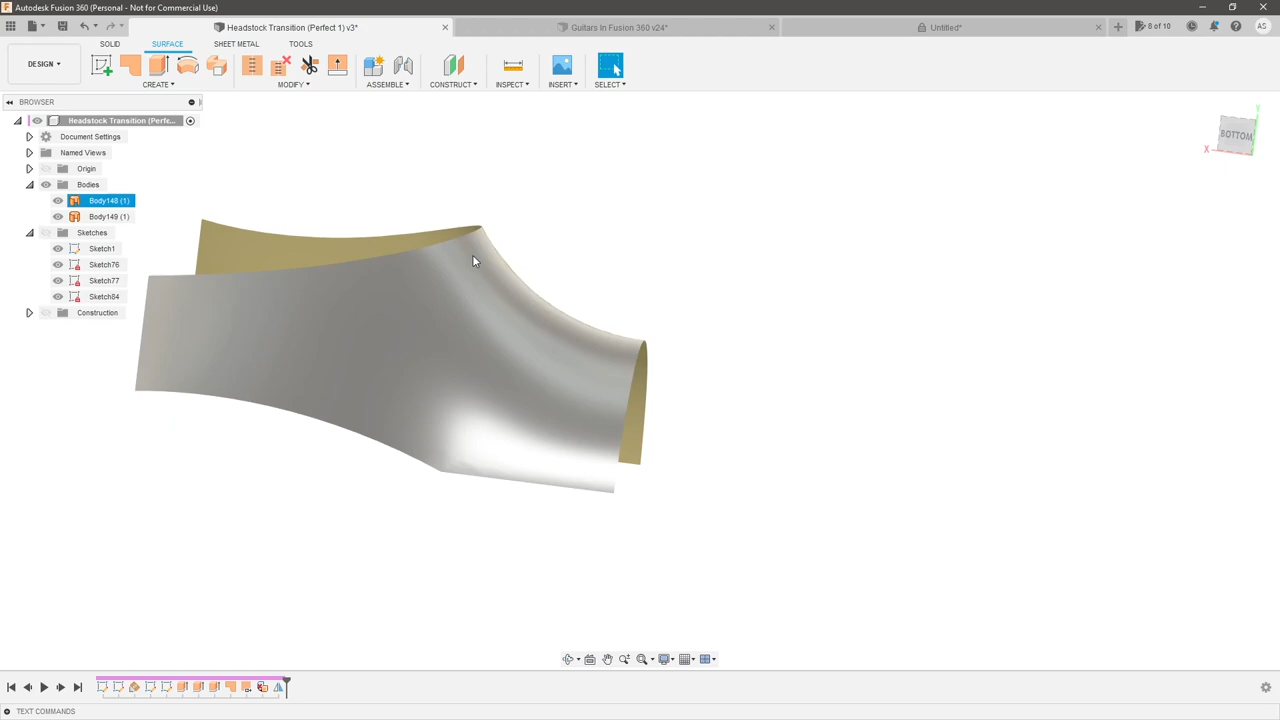 Autodesk Fusion 360 (Personal - Not for Commercial Use)
Headstock Transition (Perfect 1) v3*
Guitars In Fusion 360 v24*
Untitled*
8 of 10
AS
SOLID
SURFACE
SHEET METAL
TOOLS
DESIGN
CREATE
MODIFY
ASSEMBLE
CONSTRUCT
INSPECT
INSERT
SELECT
BROWSER
Headstock Transition (Perfe...
Document Settings
Named Views
Origin
Bodies
Body148 (1)
Body149 (1)
Sketches
Sketch1
Sketch76
Sketch77
Sketch84
Construction
Y
BOTTOM
X
TEXT COMMANDS